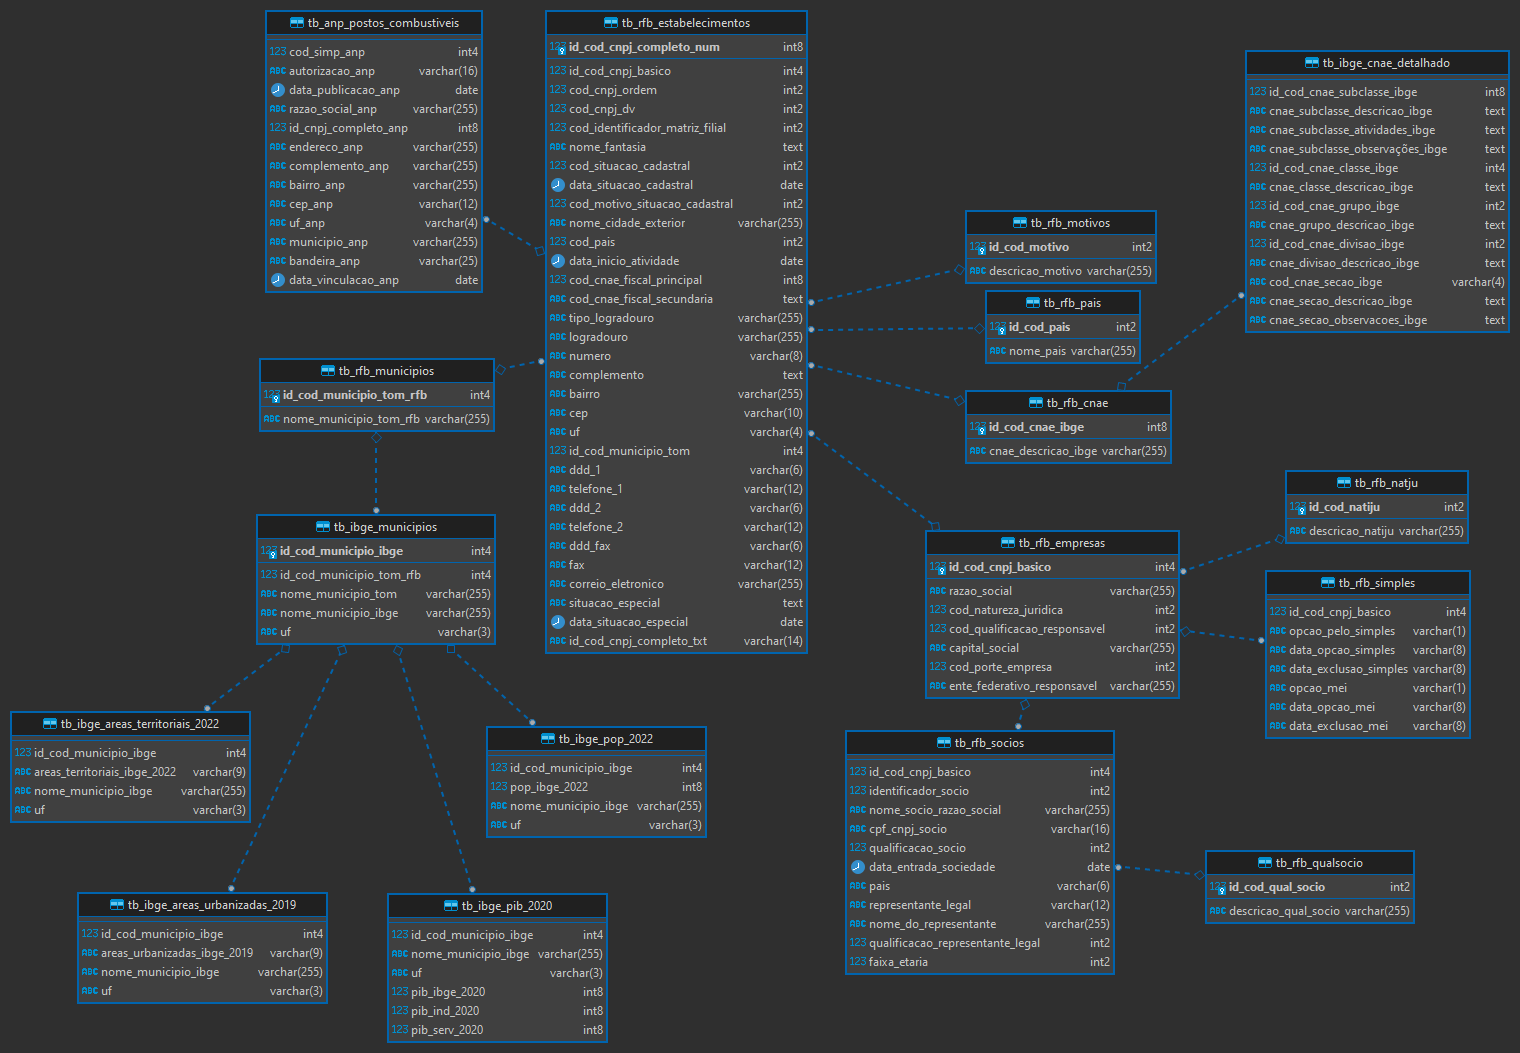 tb_anp_postos_combustiveis
123 cod_simp_anp int4
ABC autorizacao_anp varchar(16)
data_publicacao_anp date
ABC razao_social_anp varchar(255)
123 id_cnpj_completo_anp int8
ABC endereco_anp varchar(255)
ABC complemento_anp varchar(255)
ABC bairro_anp varchar(255)
ABC cep_anp varchar(12)
ABC uf_anp varchar(4)
ABC municipio_anp varchar(255)
ABC bandeira_anp varchar(25)
data_vinculacao_anp date
tb_rfb_estabelecimentos
123 id_cod_cnpj_completo_num int8
123 id_cod_cnpj_basico int4
123 cod_cnpj_ordem int2
123 cod_cnpj_dv int2
123 cod_identificador_matriz_filial int2
ABC nome_fantasia text
123 cod_situacao_cadastral int2
data_situacao_cadastral date
123 cod_motivo_situacao_cadastral int2
ABC nome_cidade_exterior varchar(255)
123 cod_pais int2
data_inicio_atividade date
123 cod_cnae_fiscal_principal int8
ABC cod_cnae_fiscal_secundaria text
ABC tipo_logradouro varchar(255)
ABC logradouro varchar(255)
ABC numero varchar(8)
ABC complemento text
ABC bairro varchar(255)
ABC cep varchar(10)
ABC uf varchar(4)
123 id_cod_municipio_tom int4
ABC ddd_1 varchar(6)
ABC telefone_1 varchar(12)
ABC ddd_2 varchar(6)
ABC telefone_2 varchar(12)
ABC ddd_fax varchar(6)
ABC fax varchar(12)
ABC correio_eletronico varchar(255)
ABC situacao_especial text
data_situacao_especial date
ABC id_cod_cnpj_completo_txt varchar(14)
tb_ibge_cnae_detalhado
123 id_cod_cnae_subclasse_ibge int8
ABC cnae_subclasse_descricao_ibge text
ABC cnae_subclasse_atividades_ibge text
ABC cnae_subclasse_observações_ibge text
123 id_cod_cnae_classe_ibge int4
ABC cnae_classe_descricao_ibge text
123 id_cod_cnae_grupo_ibge int2
ABC cnae_grupo_descricao_ibge text
123 id_cod_cnae_divisao_ibge int2
ABC cnae_divisao_descricao_ibge text
ABC cod_cnae_secao_ibge varchar(4)
ABC cnae_secao_descricao_ibge text
ABC cnae_secao_observacoes_ibge text
tb_rfb_motivos
123 id_cod_motivo int2
ABC descricao_motivo varchar(255)
tb_rfb_pais
123 id_cod_pais int2
ABC nome_pais varchar(255)
tb_rfb_cnae
123 id_cod_cnae_ibge int8
ABC cnae_descricao_ibge varchar(255)
tb_rfb_municipios
123 id_cod_municipio_tom_rfb int4
ABC nome_municipio_tom_rfb varchar(255)
tb_ibge_municipios
123 id_cod_municipio_ibge int4
123 id_cod_municipio_tom_rfb int4
ABC nome_municipio_tom varchar(255)
ABC nome_municipio_ibge varchar(255)
ABC uf varchar(3)
tb_rfb_natju
123 id_cod_natiju int2
ABC descricao_natiju varchar(255)
tb_rfb_empresas
123 id_cod_cnpj_basico int4
ABC razao_social varchar(255)
123 cod_natureza_juridica int2
123 cod_qualificacao_responsavel int2
ABC capital_social varchar(255)
123 cod_porte_empresa int2
ABC ente_federativo_responsavel varchar(255)
tb_rfb_simples
123 id_cod_cnpj_basico int4
ABC opcao_pelo_simples varchar(1)
ABC data_opcao_simples varchar(8)
ABC data_exclusao_simples varchar(8)
ABC opcao_mei varchar(1)
ABC data_opcao_mei varchar(8)
ABC data_exclusao_mei varchar(8)
tb_ibge_areas_territoriais_2022
123 id_cod_municipio_ibge int4
ABC areas_territoriais_ibge_2022 varchar(9)
ABC nome_municipio_ibge varchar(255)
ABC uf varchar(3)
tb_ibge_pop_2022
123 id_cod_municipio_ibge int4
123 pop_ibge_2022 int8
ABC nome_municipio_ibge varchar(255)
ABC uf varchar(3)
tb_rfb_socios
123 id_cod_cnpj_basico int4
123 identificador_socio int2
ABC nome_socio_razao_social varchar(255)
ABC cpf_cnpj_socio varchar(16)
123 qualificacao_socio int2
data_entrada_sociedade date
ABC pais varchar(6)
ABC representante_legal varchar(12)
ABC nome_do_representante varchar(255)
123 qualificacao_representante_legal int2
123 faixa_etaria int2
tb_rfb_qualsocio
123 id_cod_qual_socio int2
ABC descricao_qual_socio varchar(255)
tb_ibge_areas_urbanizadas_2019
123 id_cod_municipio_ibge int4
ABC areas_urbanizadas_ibge_2019 varchar(9)
ABC nome_municipio_ibge varchar(255)
ABC uf varchar(3)
tb_ibge_pib_2020
123 id_cod_municipio_ibge int4
ABC nome_municipio_ibge varchar(255)
ABC uf varchar(3)
123 pib_ibge_2020 int8
123 pib_ind_2020 int8
123 pib_serv_2020 int8